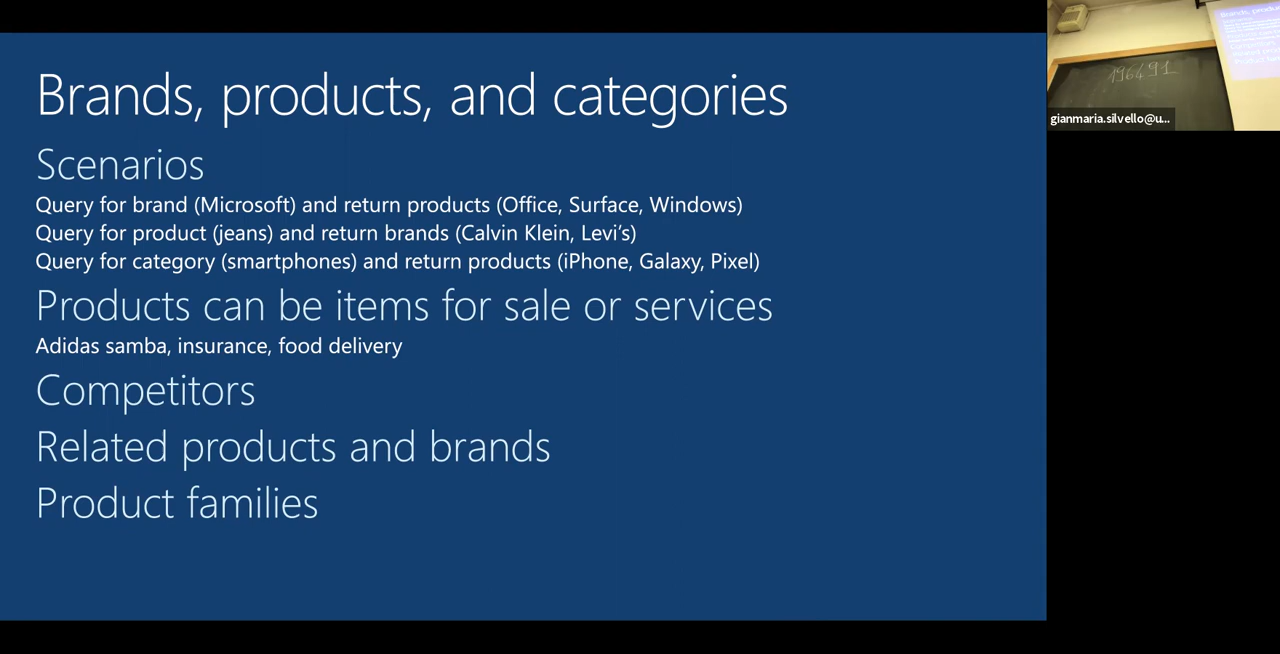 Brands, products, and categories
Scenarios
Query for brand (Microsoft) and return products (Office, Surface, Windows)
Query for product (jeans) and return brands (Calvin Klein, Levi's)
Query for category (smartphones) and return products (iPhone, Galaxy, Pixel)
Products can be items for sale or services
Adidas samba, insurance, food delivery
Competitors
Related products and brands
Product families
196491
gianmaria.silvello@u...